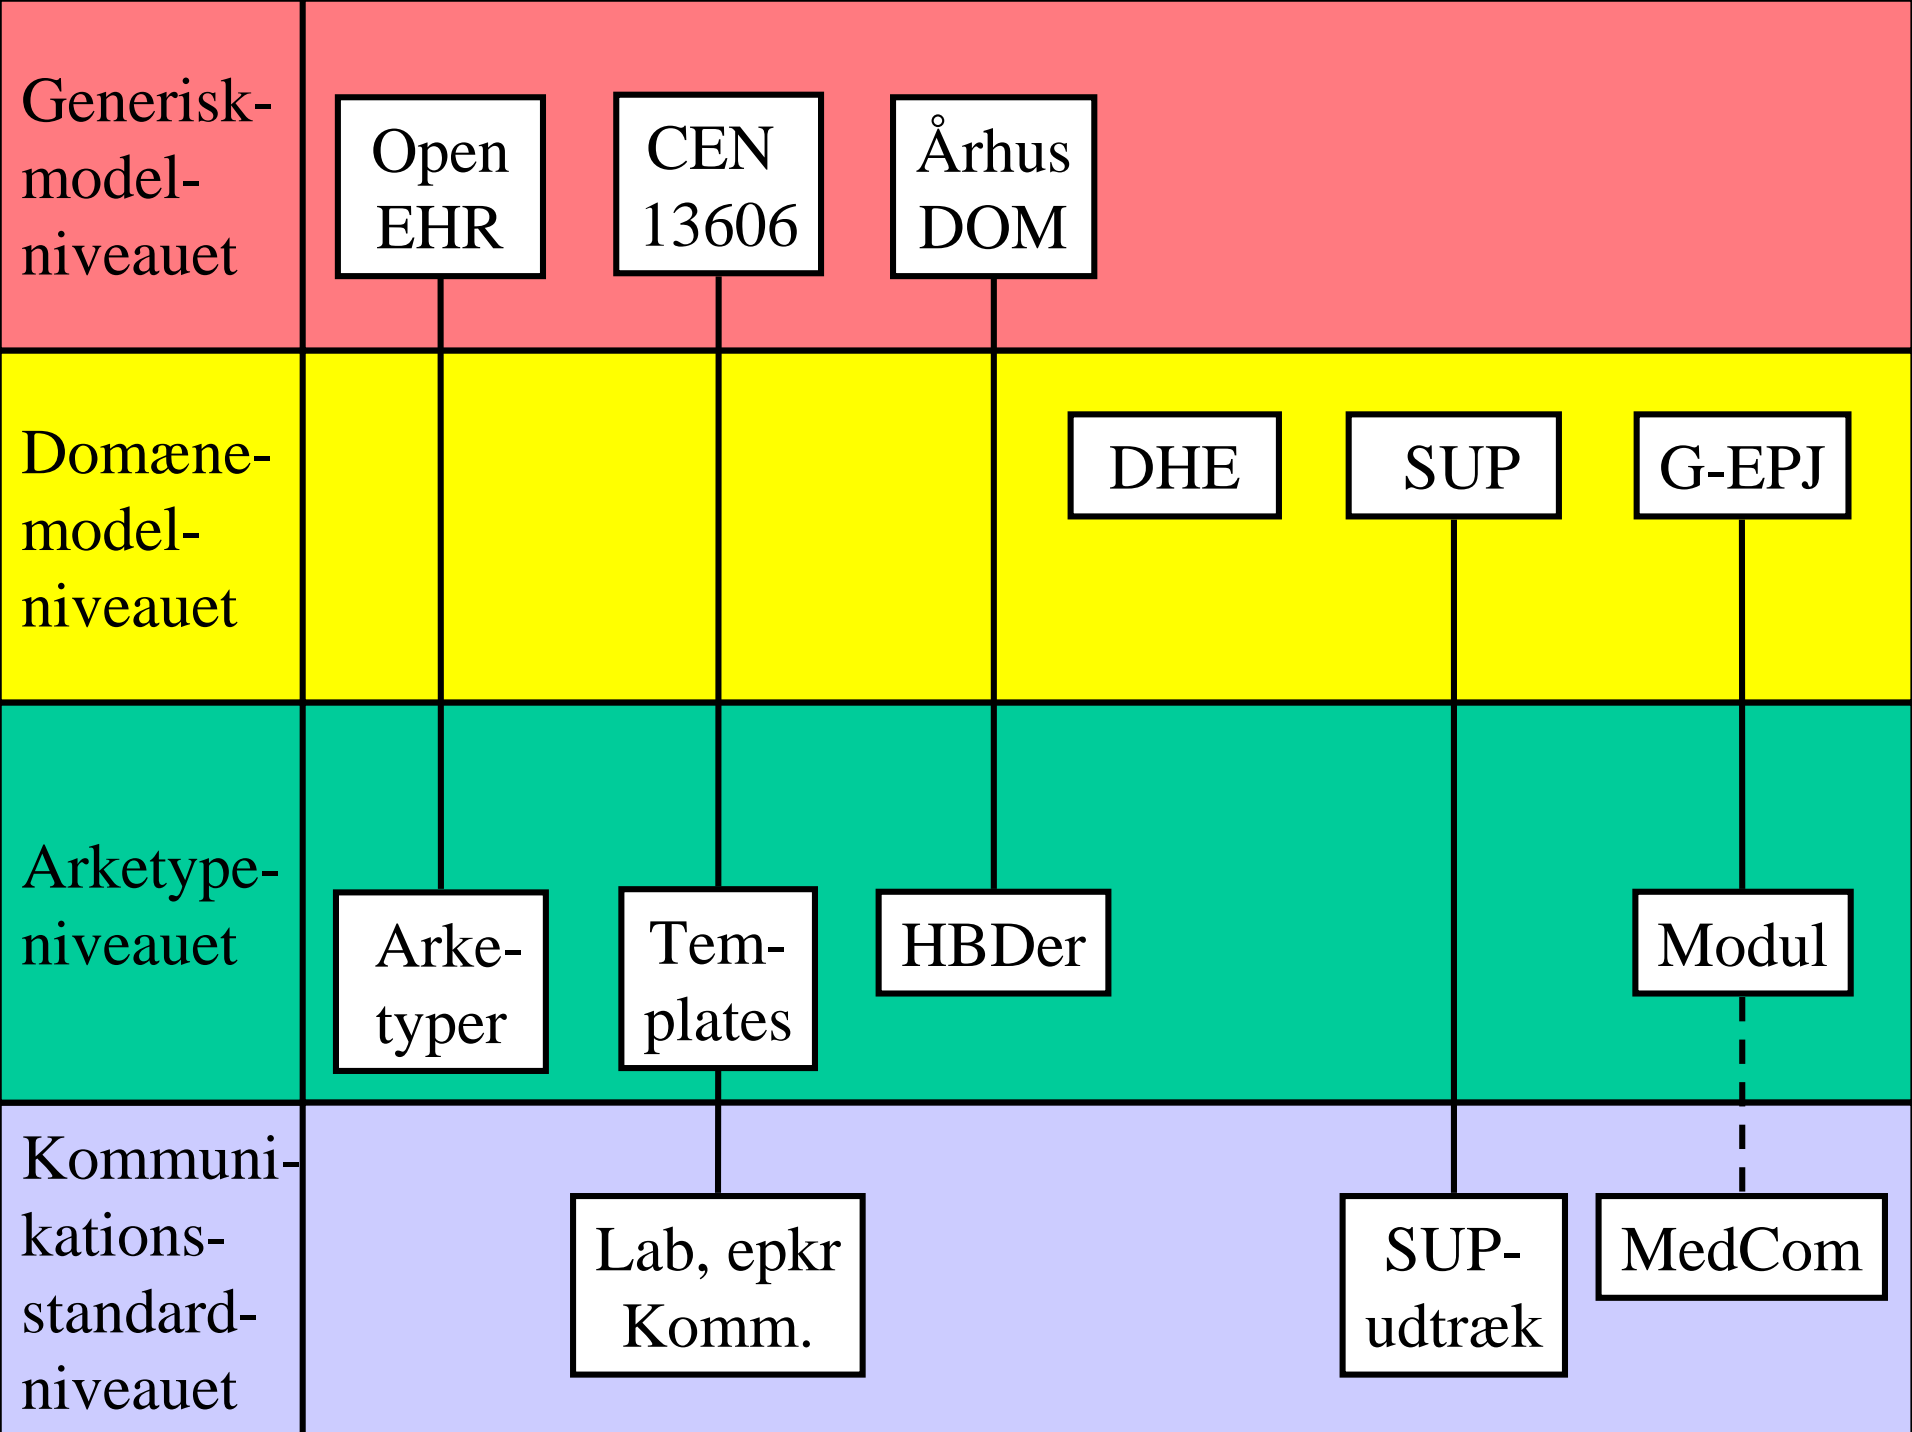 Generisk-
model-
niveauet
Open
EHR
CEN
13606
Århus
DOM
Domæne-
model-
niveauet
DHE
SUP
G-EPJ
Arketype-
niveauet
Arke-
typer
Tem-
plates
HBDer
Modul
Kommuni-
kations-
standard-
niveauet
Lab, epkr
Komm.
SUP-
udtræk
MedCom